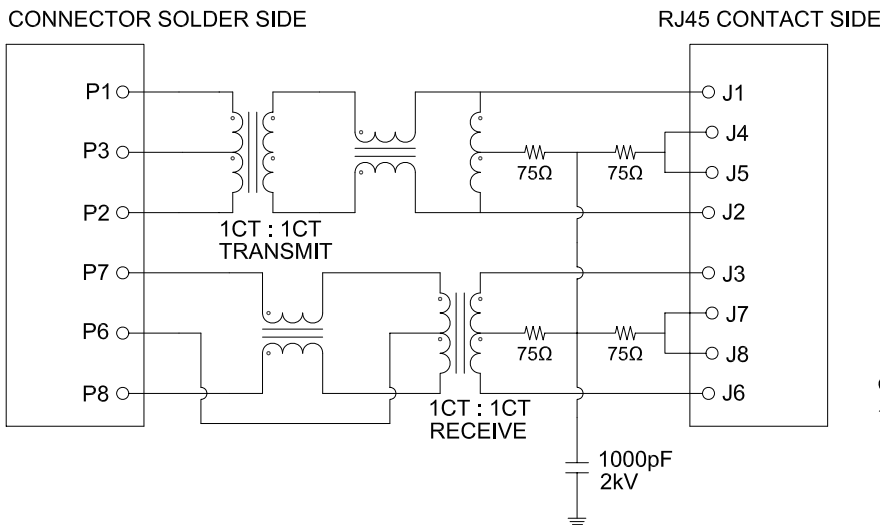 CONNECTOR SOLDER SIDE
RJ45 CONTACT SIDE
P1
P3
P2
P7
P6
P8
1CT : 1CT
TRANSMIT
1CT : 1CT
RECEIVE
75Ω
75Ω
75Ω
75Ω
J1
J4
J5
J2
J3
J7
J8
J6
1000pF
2kV